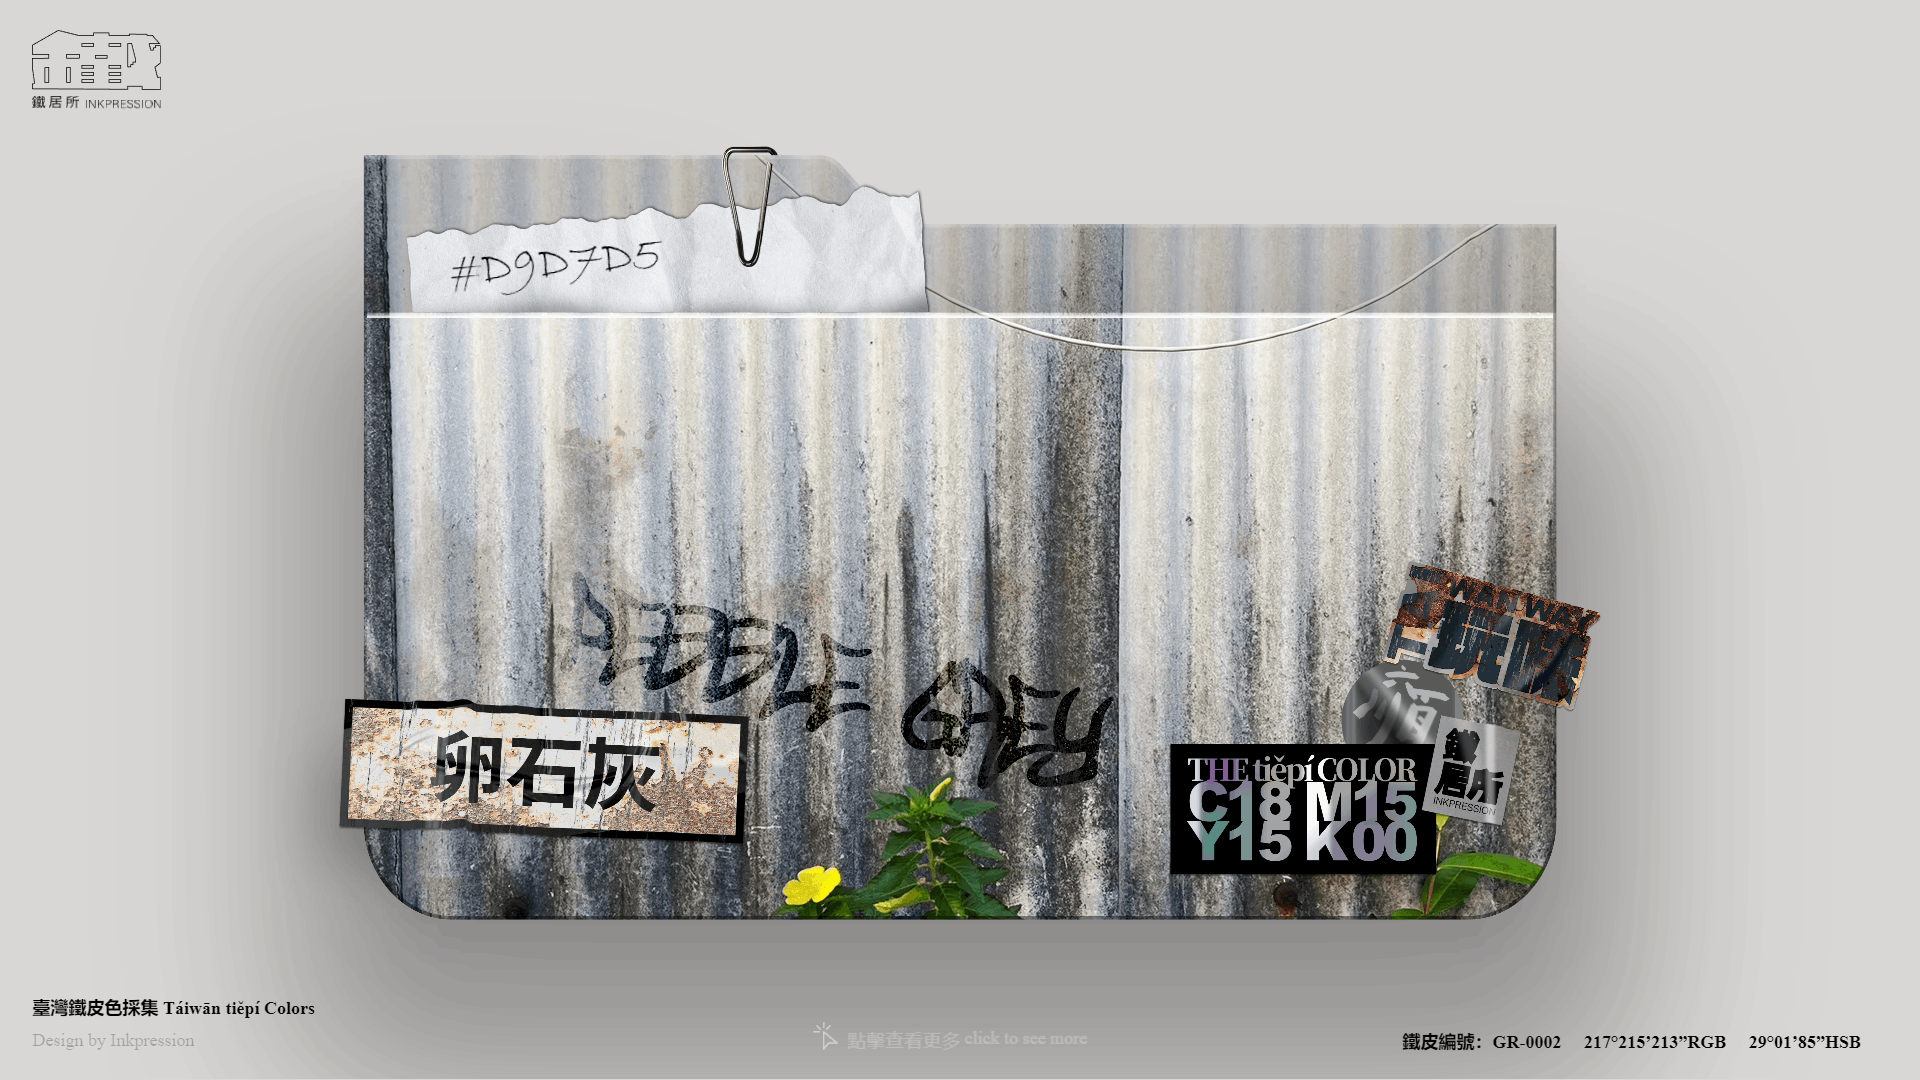 鐵居所 INKPRESSION
#D9D7D5
PEBBLE GREY
卵石灰
THE tiěpí COLOR
C18 M15
Y15 K00
鐵居所
INKPRESSION
臺灣鐵皮色採集 Táiwān tiěpí Colors
Design by Inkpression
點擊查看更多 click to see more
鐵皮編號：GR-0002 217°215’213”RGB 29°01’85”HSB